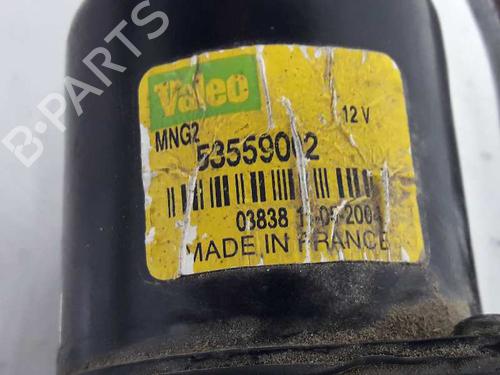 B-PARTS
Valeo
MNG2
12 V
53559002
03838
MADE IN FRANCE